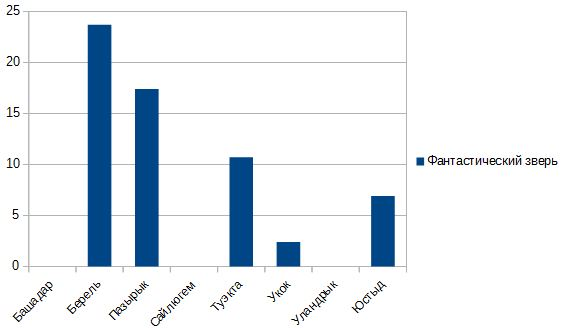 25
20
15
10
5
0
Башадар
Берель
Пазырык
Сайлюгем
Туэкта
Укок
Уландрык
Юстыд
Фантастический зверь